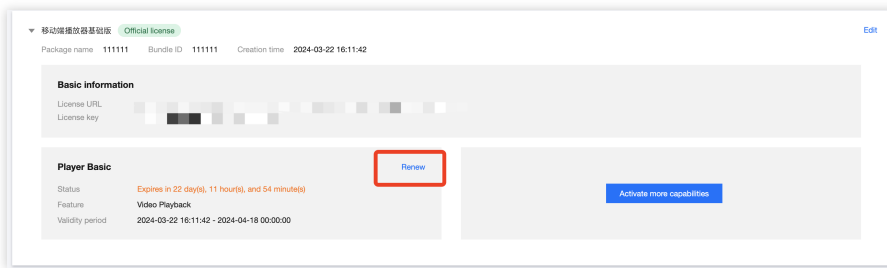 移动端播放器基础版 Official license Edit
Package name 111111 Bundle ID 111111 Creation time 2024-03-22 16:11:42
Basic information
License URL
License key
Player Basic Renew
Status Expires in 22 day(s), 11 hour(s), and 54 minute(s)
Feature Video Playback
Validity period 2024-03-22 16:11:42 - 2024-04-18 00:00:00
Activate more capabilities